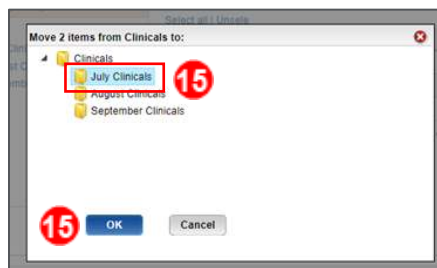 Select all | Unsele
Move 2 items from Clinicals to:
Clinicals
July Clinicals
15
August Clinicals
September Clinicals
15
OK
Cancel